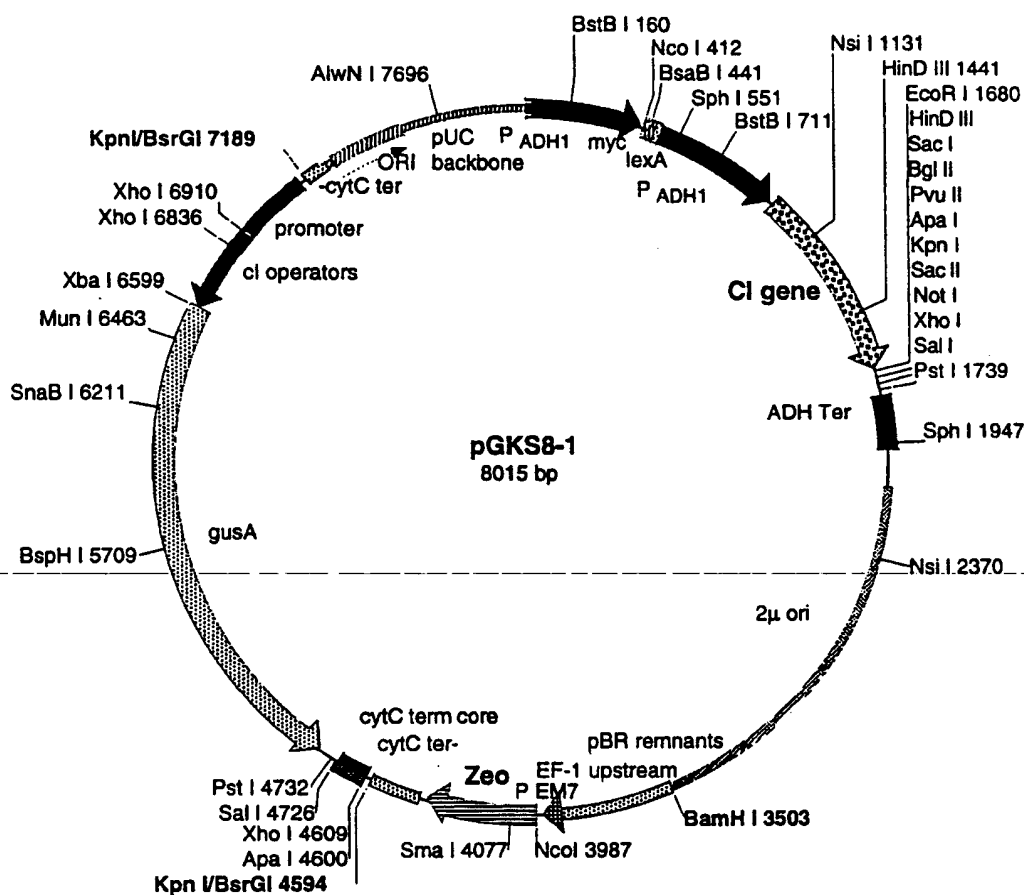 BstB I 160
Nco I 412
BsaB I 441
Sph I 551
BstB I 711
Nsi I 1131
HinD III 1441
EcoR I 1680
HinD III
Sac I
Bgl II
Pvu II
Apa I
Kpn I
Sac II
Not I
Xho I
Sal I
Pst I 1739
Sph I 1947
Nsi I 2370
BamH I 3503
NcoI 3987
Sma I 4077
Kpn I/BsrGI 4594
Apa I 4600
Xho I 4609
Sal I 4726
Pst I 4732
BspH I 5709
SnaB I 6211
Mun I 6463
Xba I 6599
Xho I 6836
Xho I 6910
KpnI/BsrGI 7189
AlwN I 7696
pUC
backbone
ORI
-cytC ter
promoter
cI operators
P ADH1
myc
lexA
P ADH1
CI gene
ADH Ter
pGKS8-1
8015 bp
gusA
2µ ori
cytC term core
cytC ter-
Zeo
P EM7
EF-1
pBR remnants
upstream